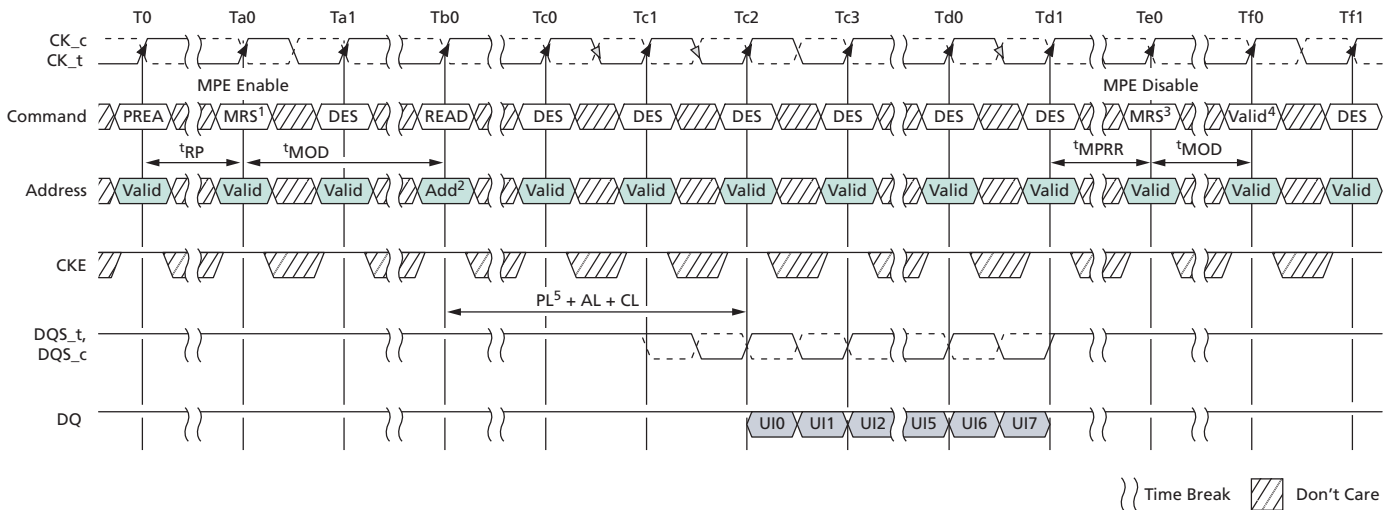 T0 Ta0 Ta1 Tb0 Tc0 Tc1 Tc2 Tc3 Td0 Td1 Te0 Tf0 Tf1
CK_c
CK_t
MPE Enable MPE Disable
Command PREA MRS1 DES READ DES DES DES DES DES DES MRS3 Valid4 DES
tRP tMOD tMPRR tMOD
Address Valid Valid Valid Add2 Valid Valid Valid Valid Valid Valid Valid Valid Valid
CKE
PL5 + AL + CL
DQS_t,
DQS_c
DQ UI0 UI1 UI2 UI5 UI6 UI7
Time Break Don't Care